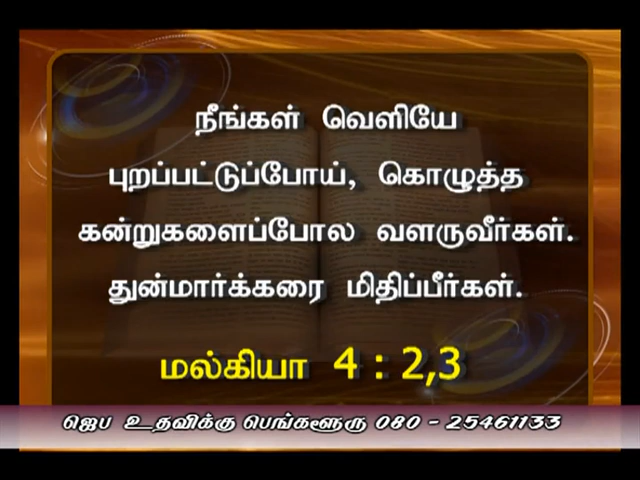 நீங்கள் வெளியே
புறப்பட்டுப்போய், கொழுத்த
கன்றுகளைப்போல வளருவீர்கள்.
துன்மார்க்கரை மிதிப்பீர்கள்.
மல்கியா 4 : 2,3
ஜெப உதவிக்கு பெங்களூரு 080 - 25461133